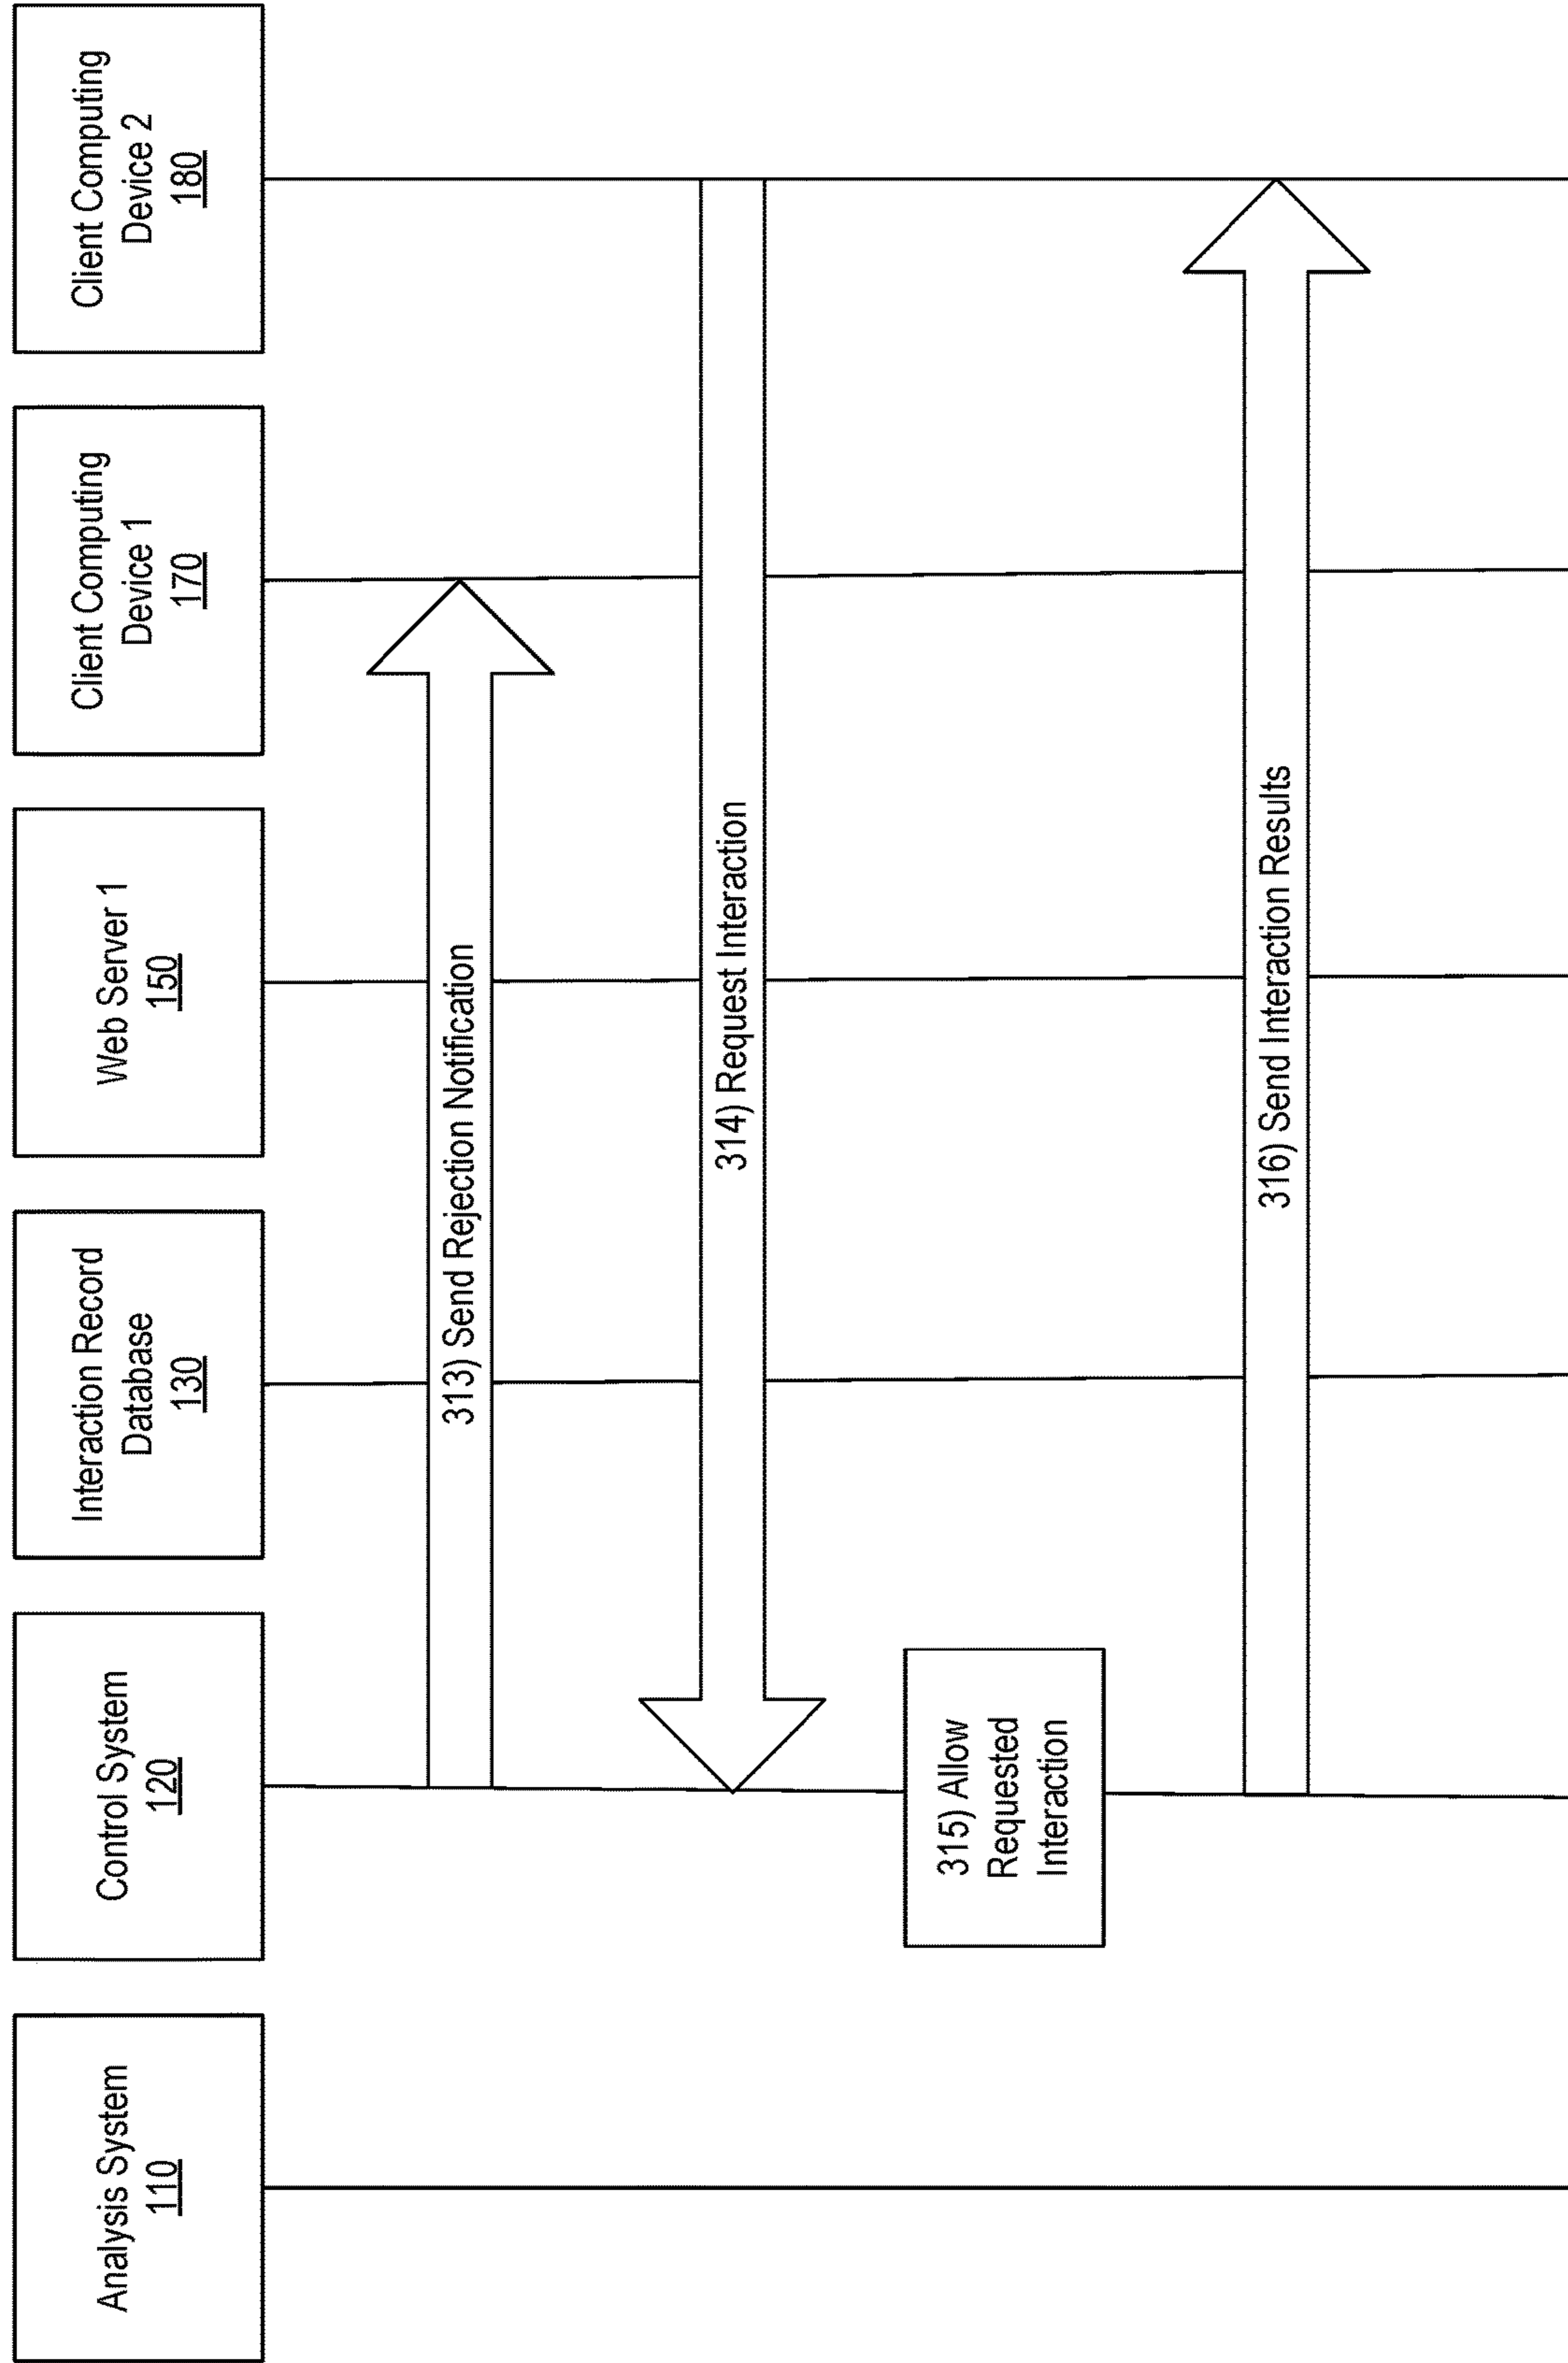 Analysis System
110
Control System
120
Interaction Record
Database
130
Web Server 1
150
Client Computing
Device 1
170
Client Computing
Device 2
180
313) Send Rejection Notification
314) Request Interaction
315) Allow
Requested
Interaction
316) Send Interaction Results